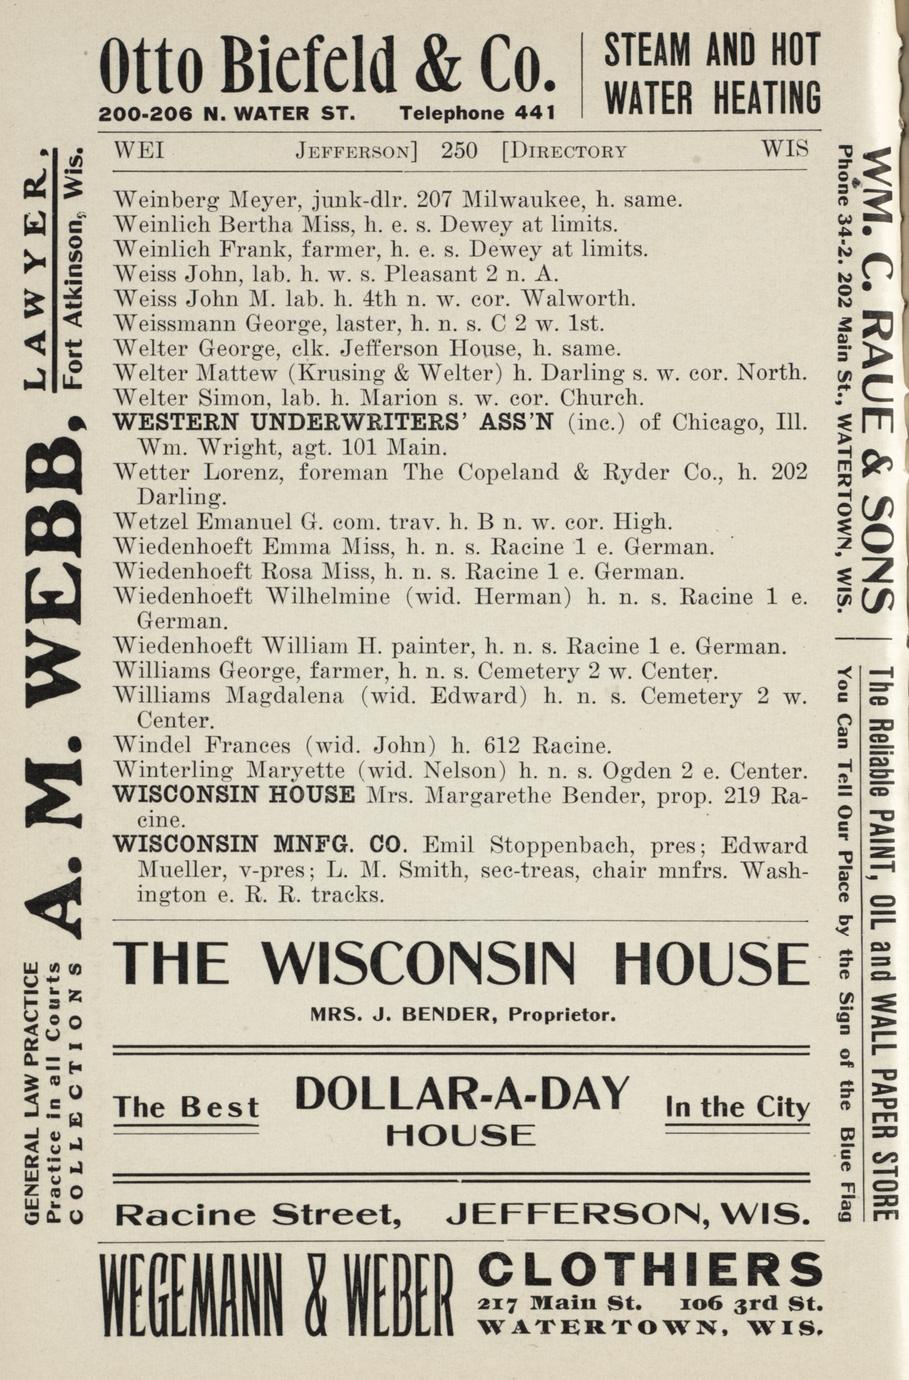 Otto Biefeld & Co.
200-206 N. WATER ST. Telephone 441
STEAM AND HOT
WATER HEATING
WEI JEFFERSON] 250 [DIRECTORY WIS
Weinberg Meyer, junk-dlr. 207 Milwaukee, h. same.
Weinlich Bertha Miss, h. e. s. Dewey at limits.
Weinlich Frank, farmer, h. e. s. Dewey at limits.
Weiss John, lab. h. w. s. Pleasant 2 n. A.
Weiss John M. lab. h. 4th n. w. cor. Walworth.
Weissmann George, laster, h. n. s. C 2 w. 1st.
Welter George, clk. Jefferson House, h. same.
Welter Mattew (Krusing & Welter) h. Darling s. w. cor. North.
Welter Simon, lab. h. Marion s. w. cor. Church.
WESTERN UNDERWRITERS' ASS'N (inc.) of Chicago, Ill.
Wm. Wright, agt. 101 Main.
Wetter Lorenz, foreman The Copeland & Ryder Co., h. 202
Darling.
Wetzel Emanuel G. com. trav. h. B n. w. cor. High.
Wiedenhoeft Emma Miss, h. n. s. Racine 1 e. German.
Wiedenhoeft Rosa Miss, h. n. s. Racine 1 e. German.
Wiedenhoeft Wilhelmine (wid. Herman) h. n. s. Racine 1 e.
German.
Wiedenhoeft William H. painter, h. n. s. Racine 1 e. German.
Williams George, farmer, h. n. s. Cemetery 2 w. Center.
Williams Magdalena (wid. Edward) h. n. s. Cemetery 2 w.
Center.
Windel Frances (wid. John) h. 612 Racine.
Winterling Maryette (wid. Nelson) h. n. s. Ogden 2 e. Center.
WISCONSIN HOUSE Mrs. Margarethe Bender, prop. 219 Ra-
cine.
WISCONSIN MNFG. CO. Emil Stoppenbach, pres; Edward
Mueller, v-pres; L. M. Smith, sec-treas, chair mnfrs. Wash-
ington e. R. R. tracks.
THE WISCONSIN HOUSE
MRS. J. BENDER, Proprietor.
The Best DOLLAR-A-DAY In the City
HOUSE
Racine Street, JEFFERSON, WIS.
WEGEMANN & WEBER
CLOTHIERS
217 Main St. 106 3rd St.
WATERTOWN, WIS.
A. M. WEBB, LAWYER,
Fort Atkinson, Wis.
GENERAL LAW PRACTICE
Practice in all Courts
COLLECTIONS
WM. C. RAUE & SONS
Phone 34-2. 202 Main St., WATERTOWN, WIS.
The Reliable PAINT, OIL and WALL PAPER STORE
You Can Tell Our Place by the Sign of the Blue Flag